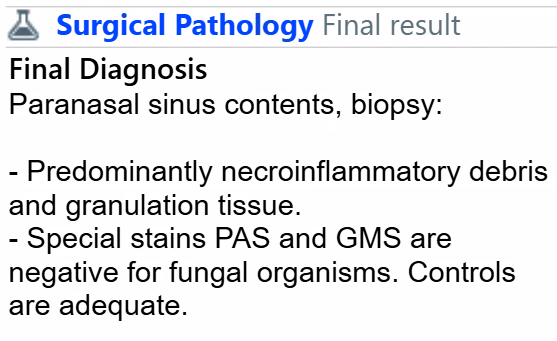 Surgical Pathology Final result
Final Diagnosis
Paranasal sinus contents, biopsy:
- Predominantly necroinflammatory debris
and granulation tissue.
- Special stains PAS and GMS are
negative for fungal organisms. Controls
are adequate.